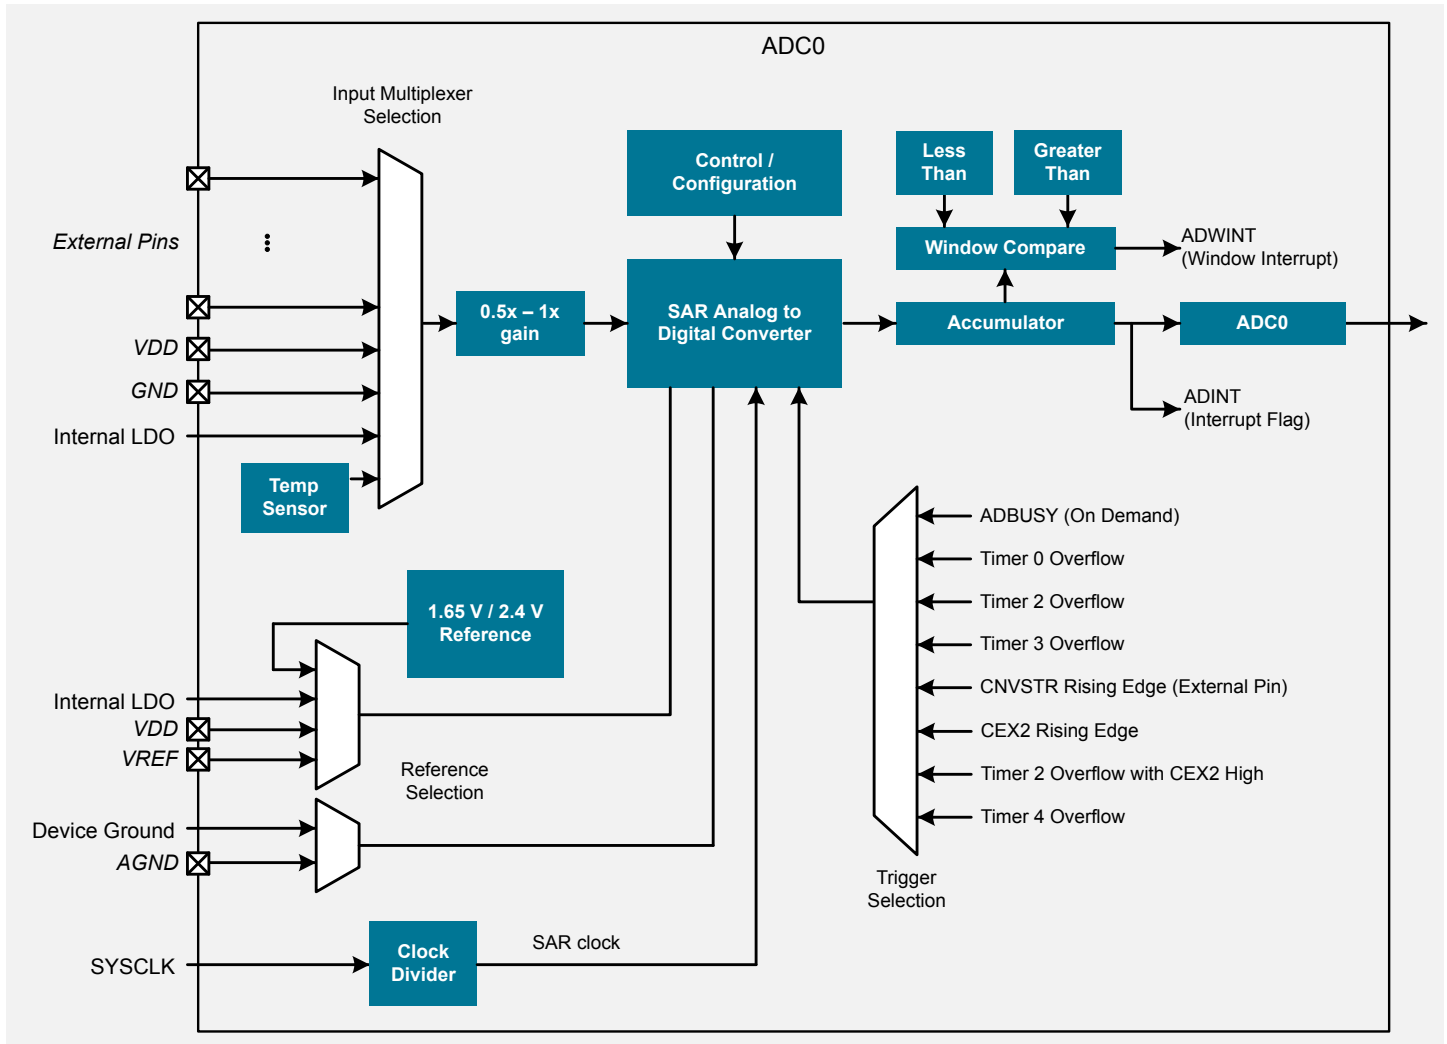 ADC0
Input Multiplexer
Selection
Control /
Configuration
Less
Than
Greater
Than
External Pins
Window Compare
ADWINT
(Window Interrupt)
0.5x – 1x
gain
SAR Analog to
Digital Converter
Accumulator
ADC0
VDD
GND
ADINT
(Interrupt Flag)
Internal LDO
Temp
Sensor
ADBUSY (On Demand)
Timer 0 Overflow
Timer 2 Overflow
Timer 3 Overflow
CNVSTR Rising Edge (External Pin)
CEX2 Rising Edge
Timer 2 Overflow with CEX2 High
Timer 4 Overflow
Trigger
Selection
1.65 V / 2.4 V
Reference
Internal LDO
VDD
VREF
Reference
Selection
Device Ground
AGND
SYSCLK
Clock
Divider
SAR clock